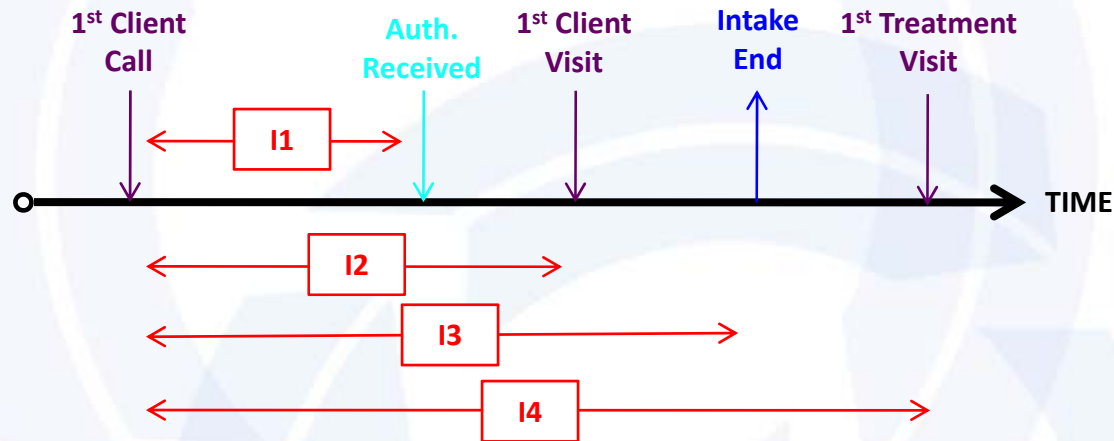 1st Client
Call
Auth.
Received
1st Client
Visit
Intake
End
1st Treatment
Visit
I1
TIME
I2
I3
I4